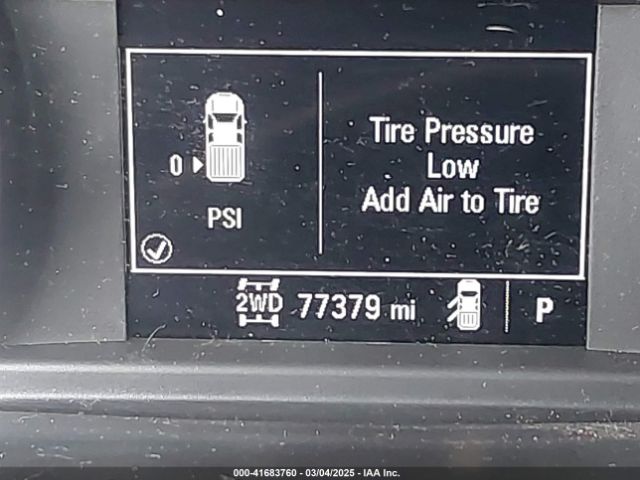 Tire Pressure
Low
Add Air to Tire
0
PSI
2WD 77379 mi P
000-41683760 - 03/04/2025 - IAA Inc.